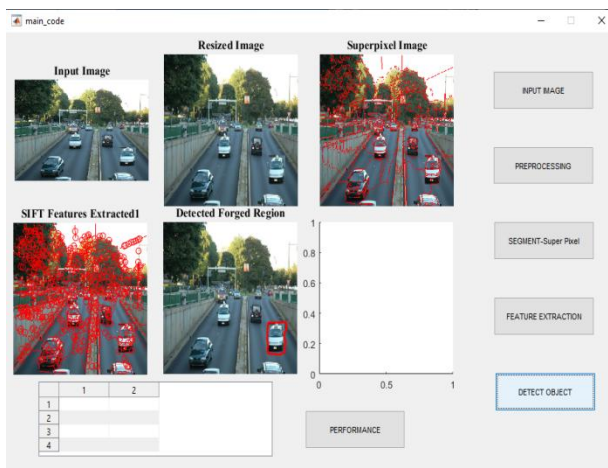 main_code
Resized Image
Superpixel Image
Input Image
INPUT IMAGE
PREPROCESSING
SIFT Features Extracted1
Detected Forged Region
1
0.8
0.6
0.4
0.2
0
0
0.5
1
SEGMENT-Super Pixel
FEATURE EXTRACTION
DETECT OBJECT
1 2
1
2
3
4
PERFORMANCE